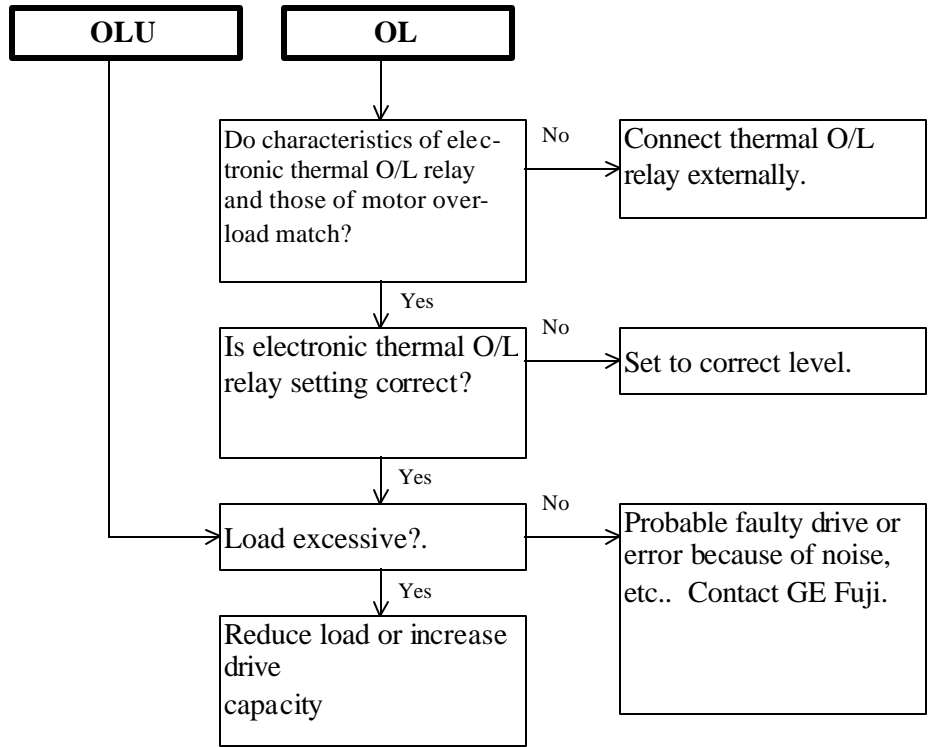 OLU
OL
Do characteristics of elec-
tronic thermal O/L relay
and those of motor over-
load match?
No
Connect thermal O/L
relay externally.
Yes
Is electronic thermal O/L
relay setting correct?
No
Set to correct level.
Yes
Load excessive?.
No
Probable faulty drive or
error because of noise,
etc..  Contact GE Fuji.
Yes
Reduce load or increase
drive
capacity